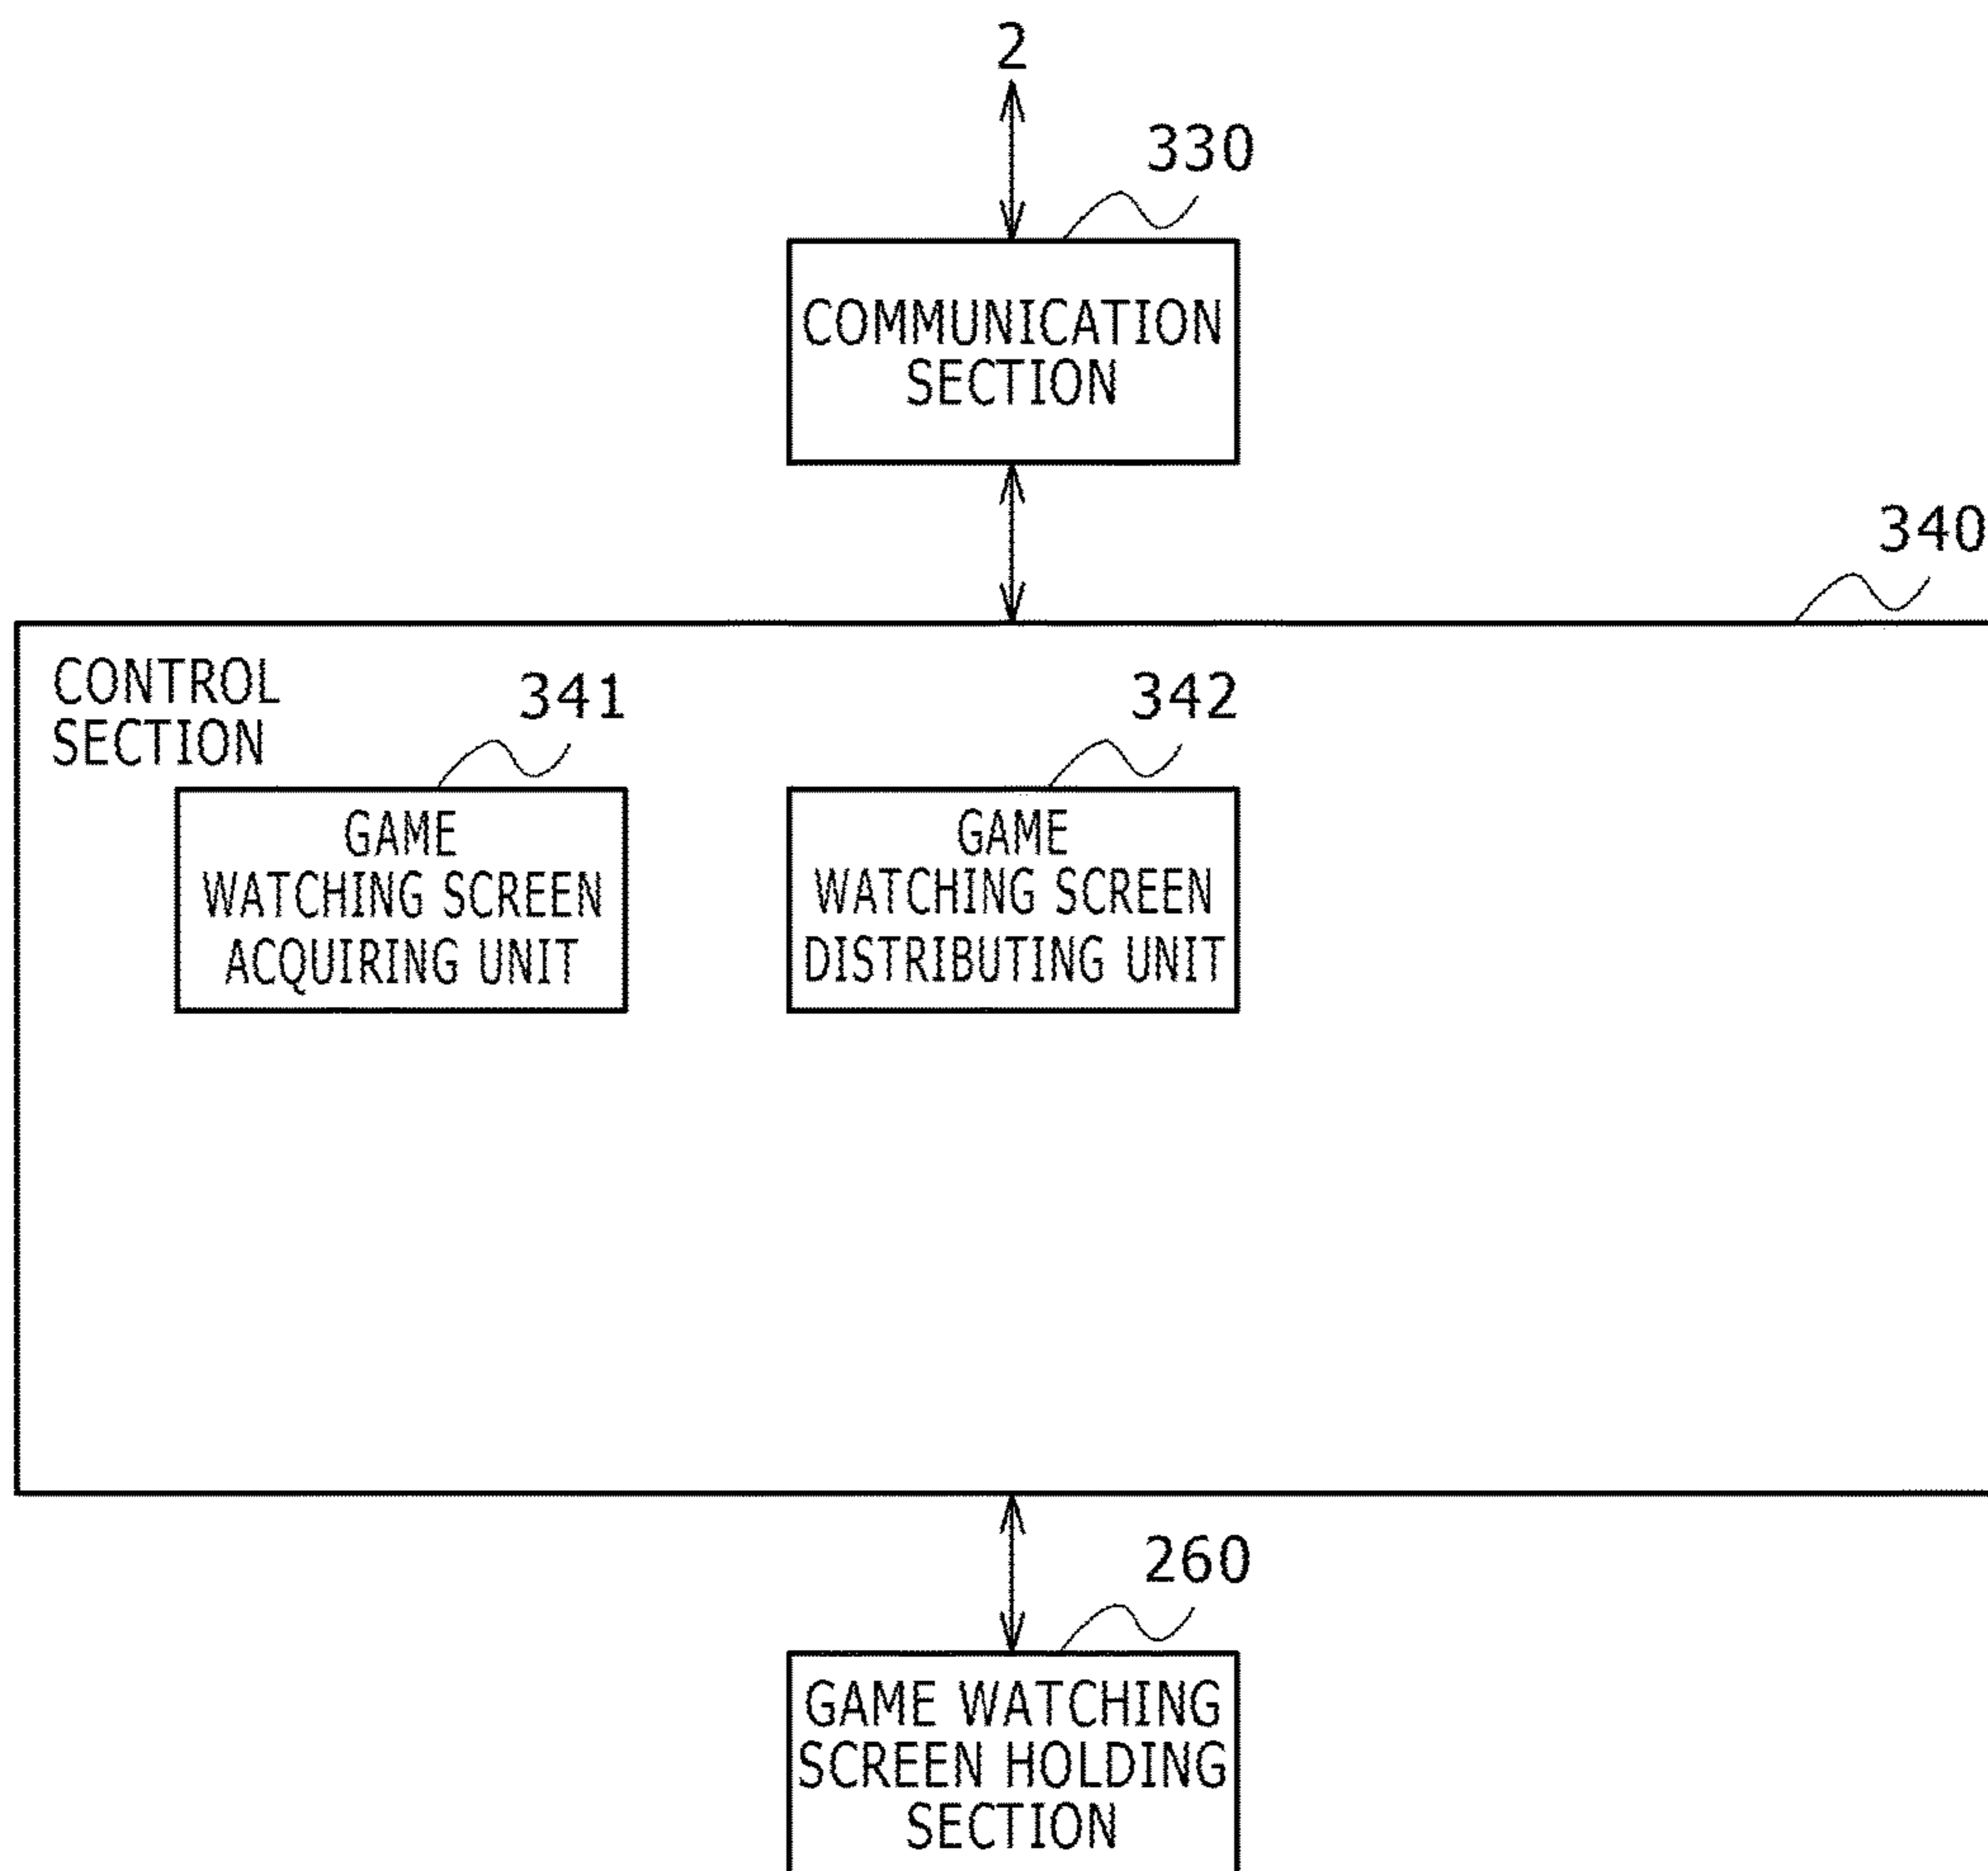 2
330
COMMUNICATION
SECTION
340
CONTROL
SECTION
341
342
GAME
WATCHING SCREEN
ACQUIRING UNIT
GAME
WATCHING SCREEN
DISTRIBUTING UNIT
260
GAME WATCHING
SCREEN HOLDING
SECTION